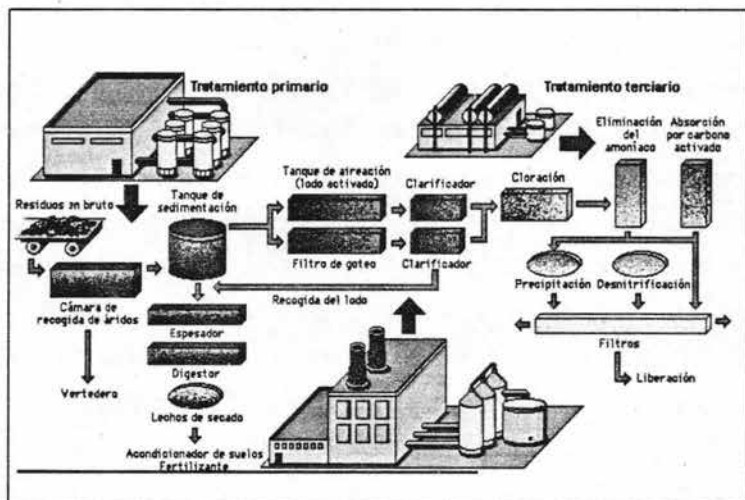 Tratamiento primario
Tratamiento terciario
Eliminación
del
amoníaco
Absorción
por carbono
activado
Residuos en bruto
Tanque de
sedimentación
Tanque de aireación
(lodo activado)
Clarificador
Cloración
Filtro de goteo
Clarificador
Precipitación
Desnitrificación
Cámara de
recogida de áridos
Recogida del lodo
Espesador
Filtros
Digestor
Liberación
Vertedero
Lechos de secado
Acondicionador de suelos
Fertilizante